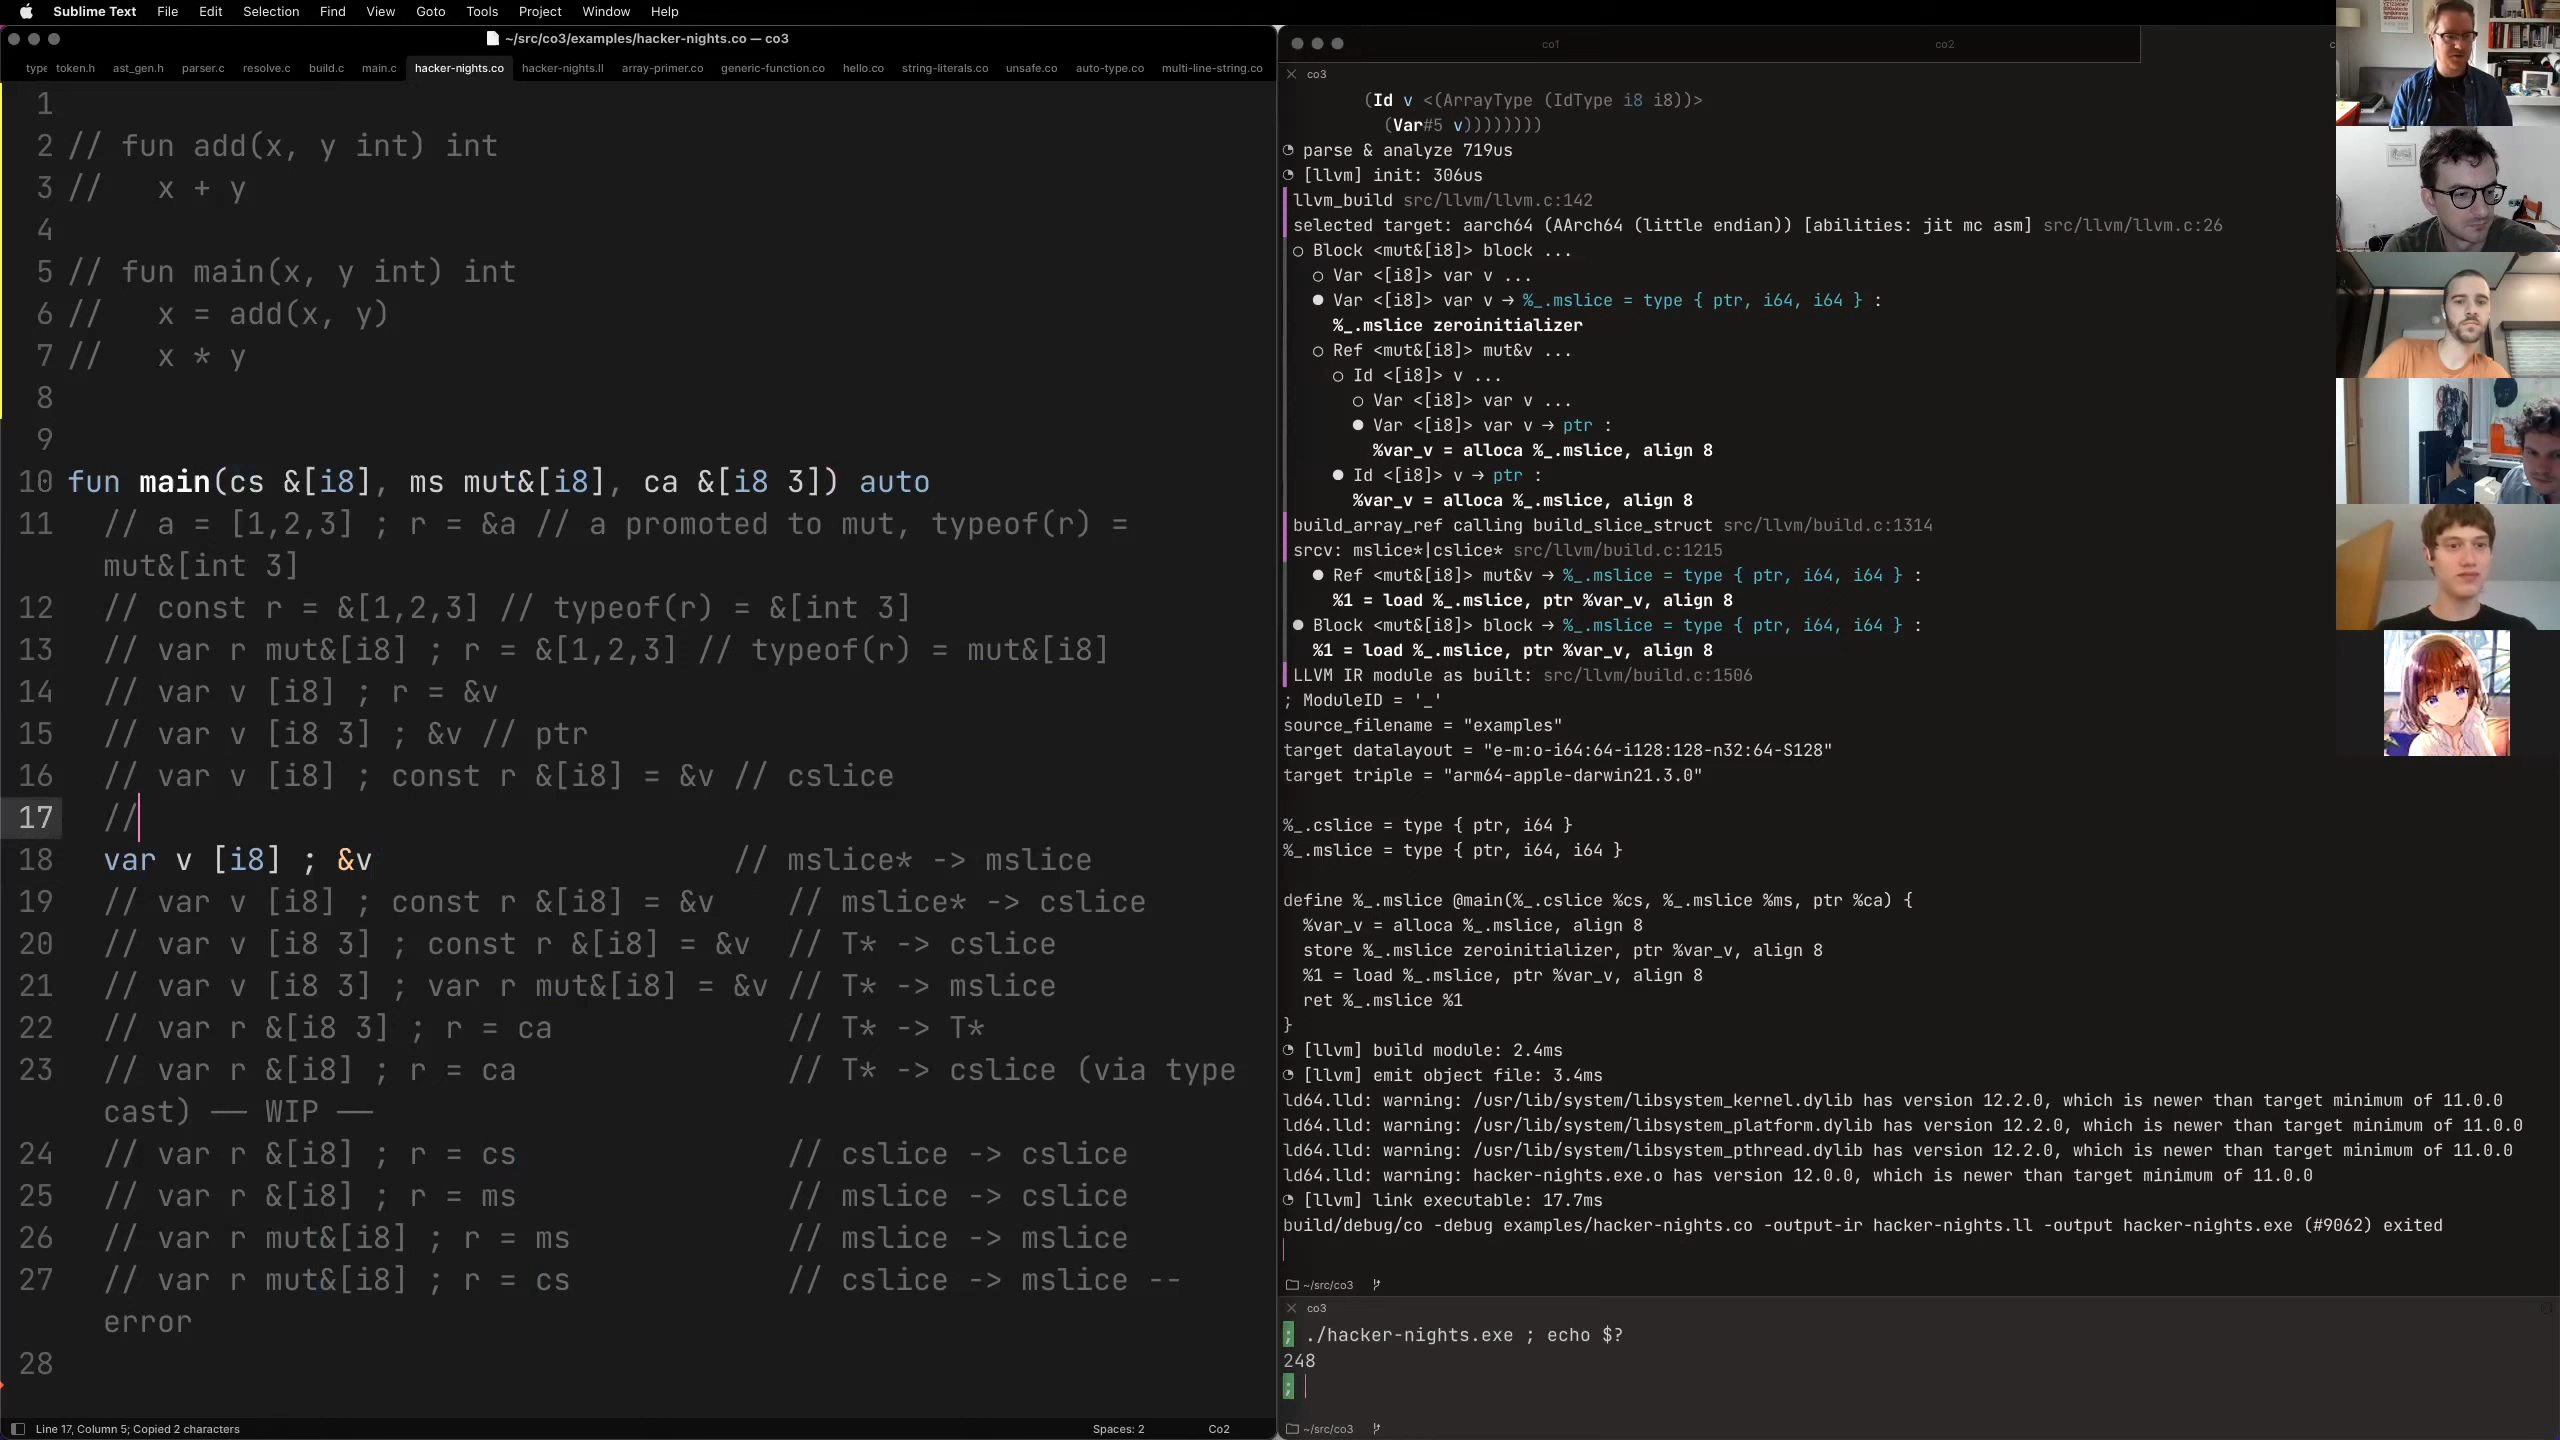 Sublime Text File Edit Selection Find View Goto Tools Project Window Help
~/src/co3/examples/hacker-nights.co — co3
type token.h ast_gen.h parser.c resolve.c build.c main.c hacker-nights.co hacker-nights.ll array-primer.co generic-function.co hello.co string-literals.co unsafe.co auto-type.co multi-line-string.co
1
2 // fun add(x, y int) int
3 //   x + y
4
5 // fun main(x, y int) int
6 //   x = add(x, y)
7 //   x * y
8
9
10 fun main(cs &[i8], ms mut&[i8], ca &[i8 3]) auto
11 // a = [1,2,3] ; r = &a // a promoted to mut, typeof(r) =
mut&[int 3]
12 // const r = &[1,2,3] // typeof(r) = &[int 3]
13 // var r mut&[i8] ; r = &[1,2,3] // typeof(r) = mut&[i8]
14 // var v [i8] ; r = &v
15 // var v [i8 3] ; &v // ptr
16 // var v [i8] ; const r &[i8] = &v // cslice
17 //
18 var v [i8] ; &v // mslice* -> mslice
19 // var v [i8] ; const r &[i8] = &v // mslice* -> cslice
20 // var v [i8 3] ; const r &[i8] = &v // T* -> cslice
21 // var v [i8 3] ; var r mut&[i8] = &v // T* -> mslice
22 // var r &[i8 3] ; r = ca // T* -> T*
23 // var r &[i8] ; r = ca // T* -> cslice (via type
cast) —— WIP ——
24 // var r &[i8] ; r = cs // cslice -> cslice
25 // var r &[i8] ; r = ms // mslice -> cslice
26 // var r mut&[i8] ; r = ms // mslice -> mslice
27 // var r mut&[i8] ; r = cs // cslice -> mslice --
error
28
Line 17, Column 5; Copied 2 characters
Spaces: 2 Co2
co1 co2
co3
(Id v <(ArrayType (IdType i8 i8))>
(Var#5 v))))))))
parse & analyze 719us
[llvm] init: 306us
llvm_build src/llvm/llvm.c:142
selected target: aarch64 (AArch64 (little endian)) [abilities: jit mc asm] src/llvm/llvm.c:26
○ Block <mut&[i8]> block ...
○ Var <[i8]> var v ...
● Var <[i8]> var v → %_.mslice = type { ptr, i64, i64 } :
%_.mslice zeroinitializer
○ Ref <mut&[i8]> mut&v ...
○ Id <[i8]> v ...
○ Var <[i8]> var v ...
● Var <[i8]> var v → ptr :
%var_v = alloca %_.mslice, align 8
● Id <[i8]> v → ptr :
%var_v = alloca %_.mslice, align 8
build_array_ref calling build_slice_struct src/llvm/build.c:1314
srcv: mslice*|cslice* src/llvm/build.c:1215
● Ref <mut&[i8]> mut&v → %_.mslice = type { ptr, i64, i64 } :
%1 = load %_.mslice, ptr %var_v, align 8
● Block <mut&[i8]> block → %_.mslice = type { ptr, i64, i64 } :
%1 = load %_.mslice, ptr %var_v, align 8
LLVM IR module as built: src/llvm/build.c:1506
; ModuleID = '_'
source_filename = "examples"
target datalayout = "e-m:o-i64:64-i128:128-n32:64-S128"
target triple = "arm64-apple-darwin21.3.0"
%_.cslice = type { ptr, i64 }
%_.mslice = type { ptr, i64, i64 }
define %_.mslice @main(%_.cslice %cs, %_.mslice %ms, ptr %ca) {
%var_v = alloca %_.mslice, align 8
store %_.mslice zeroinitializer, ptr %var_v, align 8
%1 = load %_.mslice, ptr %var_v, align 8
ret %_.mslice %1
}
[llvm] build module: 2.4ms
[llvm] emit object file: 3.4ms
ld64.lld: warning: /usr/lib/system/libsystem_kernel.dylib has version 12.2.0, which is newer than target minimum of 11.0.0
ld64.lld: warning: /usr/lib/system/libsystem_platform.dylib has version 12.2.0, which is newer than target minimum of 11.0.0
ld64.lld: warning: /usr/lib/system/libsystem_pthread.dylib has version 12.2.0, which is newer than target minimum of 11.0.0
ld64.lld: warning: hacker-nights.exe.o has version 12.0.0, which is newer than target minimum of 11.0.0
[llvm] link executable: 17.7ms
build/debug/co -debug examples/hacker-nights.co -output-ir hacker-nights.ll -output hacker-nights.exe (#9062) exited
~/src/co3
co3
; ./hacker-nights.exe ; echo $?
248
;
~/src/co3